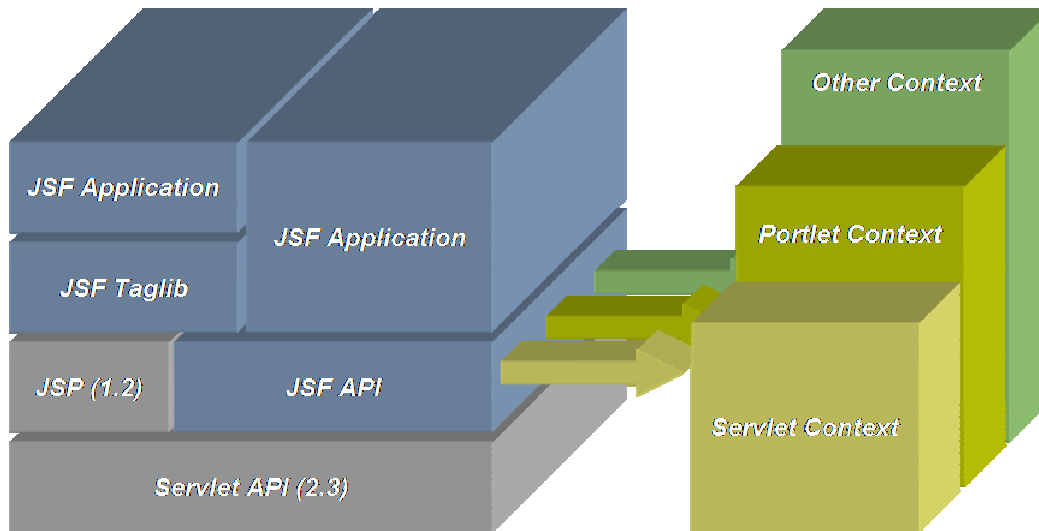 JSF Application
JSF Application
JSF Taglib
JSP (1.2)
JSF API
Servlet API (2.3)
Other Context
Portlet Context
Servlet Context